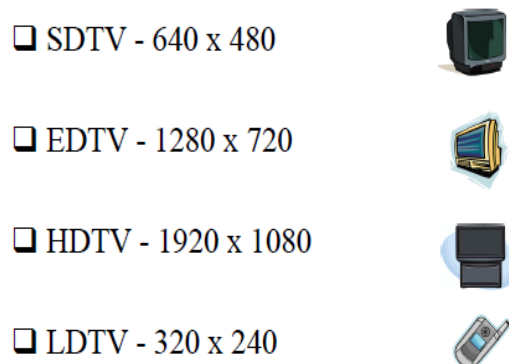 ❑ SDTV - 640 x 480
❑ EDTV - 1280 x 720
❑ HDTV - 1920 x 1080
❑ LDTV - 320 x 240